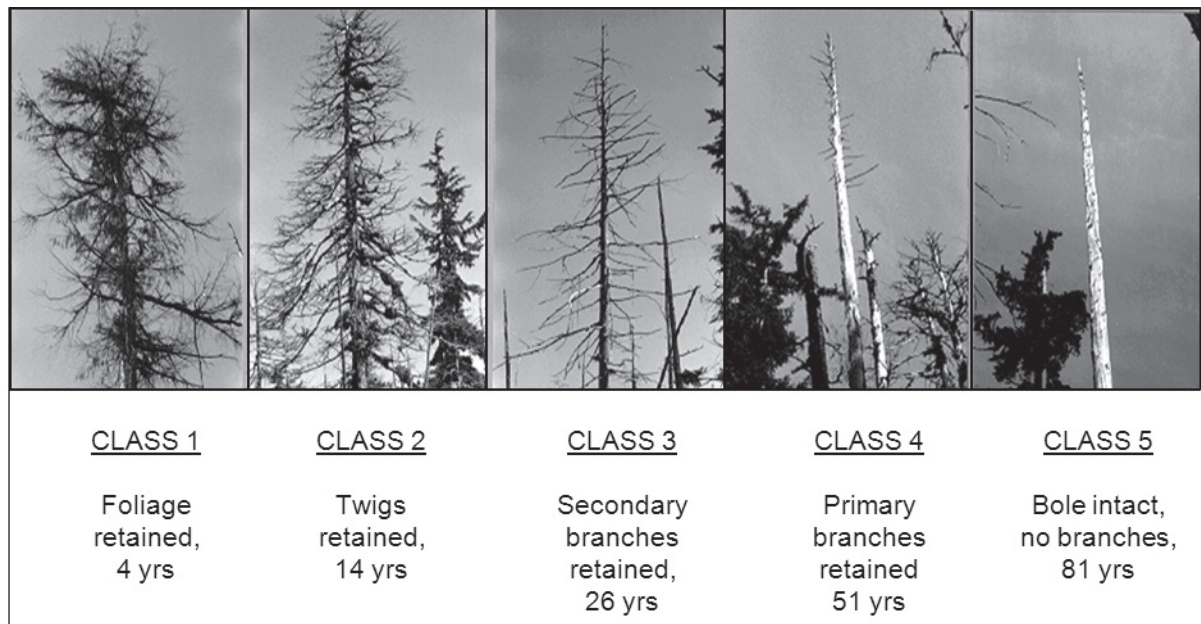 CLASS 1
Foliage
retained,
4 yrs
CLASS 2
Twigs
retained,
14 yrs
CLASS 3
Secondary
branches
retained,
26 yrs
CLASS 4
Primary
branches
retained
51 yrs
CLASS 5
Bole intact,
no branches,
81 yrs